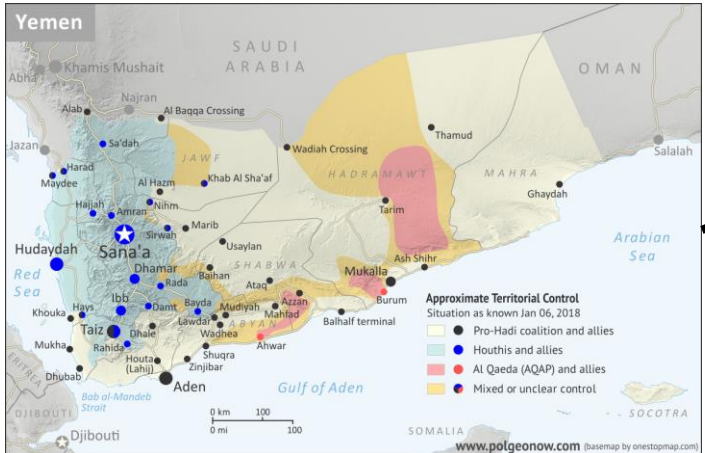 Yemen
SAUDI
ARABIA
OMAN
Abha
Khamis Mushait
Najran
Jazan
Alab
Al Baqqa Crossing
Sa'dah
Wadiah Crossing
Thamud
Salalah
JAWF
Harad
Maydee
Khab Al Sha'af
HADRAMAWT
MAHRA
Al Hazm
Ghaydah
Hajjah
Amran
Nihm
Tarim
Sirwah
Marib
Sana'a
Usaylan
Arabian
Sea
Hudaydah
Red
Sea
Dhamar
Baihan
SHABWA
Ash Shihr
Mukalla
Rada
Ataq
Burum
Ibb
Azzan
Khouka
Hays
Damt
Bayda
Mudiyah
Mahfad
Balhalf terminal
Taiz
Lawdar
ABYAN
Dhale
Wadhea
Mukha
Rahida
Ahwar
Shuqra
Houta
(Lahij)
Zinjibar
Dhubab
Aden
ERITREA
Bab al-Mandeb
Strait
Gulf of Aden
DJIBOUTI
Djibouti
0 km 100
0 mi 100
SOMALIA
SOCOTRA
Approximate Territorial Control
Situation as known Jan 06, 2018
Pro-Hadi coalition and allies
Houthis and allies
Al Qaeda (AQAP) and allies
Mixed or unclear control
www.polgeonow.com (basemap by onestopmap.com)